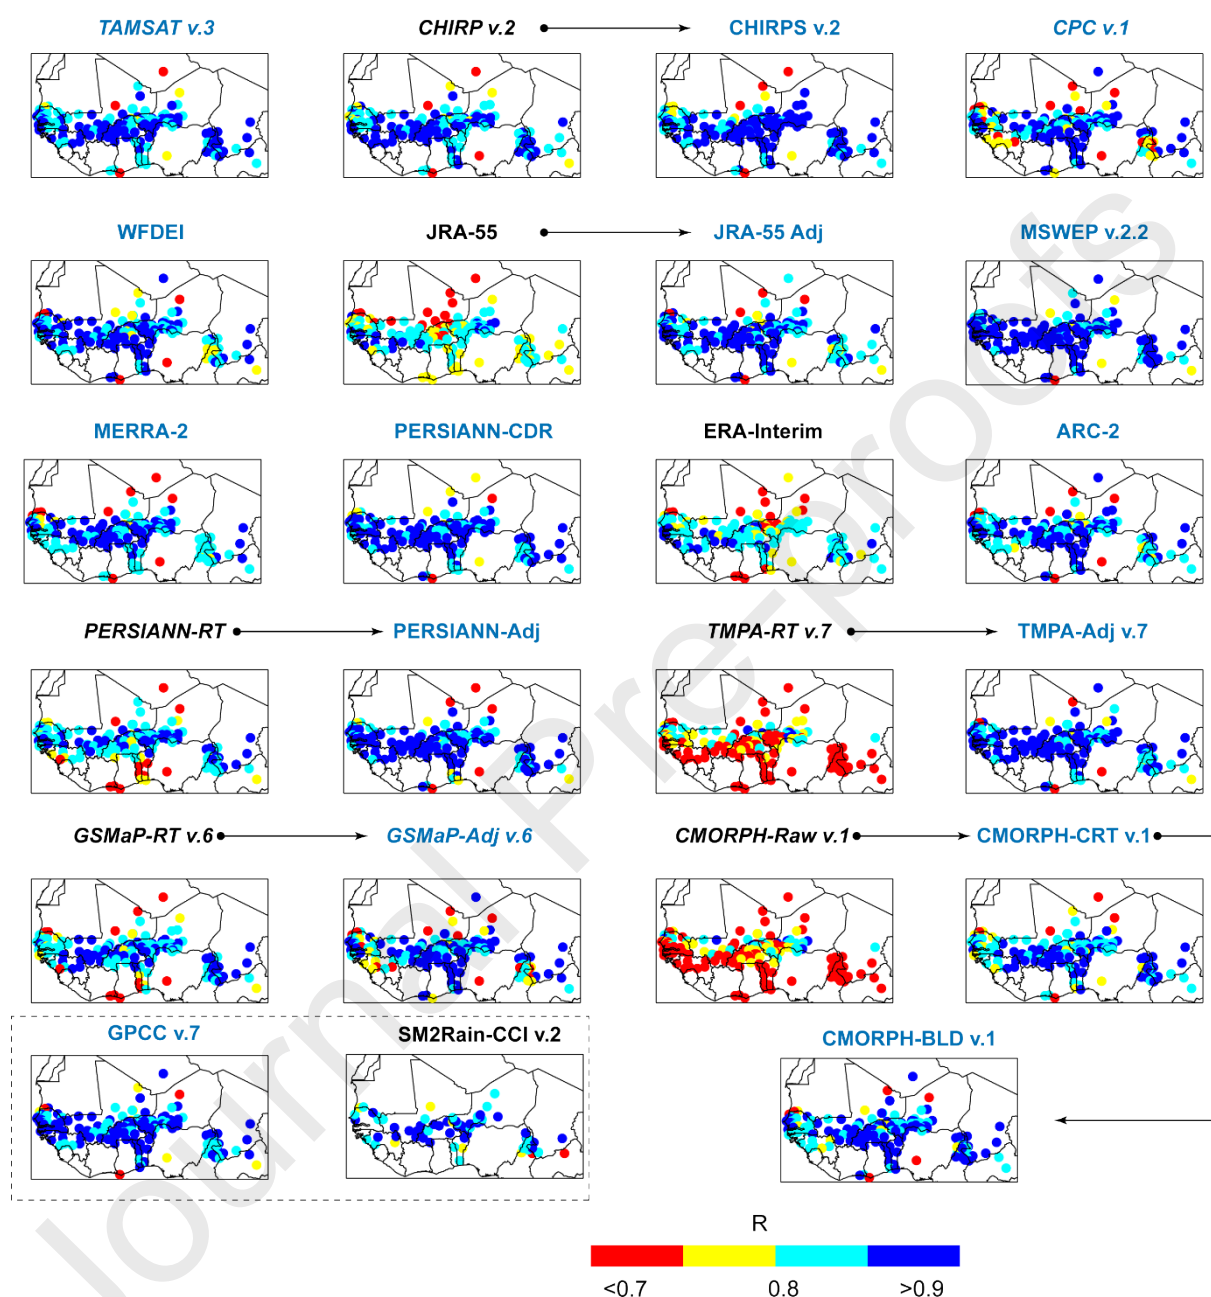 TAMSAT v.3 CHIRP v.2 CHIRPS v.2 CPC v.1
WFDEI JRA-55 JRA-55 Adj MSWEP v.2.2
MERRA-2 PERSIANN-CDR ERA-Interim ARC-2
PERSIANN-RT PERSIANN-Adj TMPA-RT v.7 TMPA-Adj v.7
GSMaP-RT v.6 GSMaP-Adj v.6 CMORPH-Raw v.1 CMORPH-CRT v.1
GPCC v.7 SM2Rain-CCI v.2 CMORPH-BLD v.1
R
<0.7 0.8 >0.9
Journal Pre-proofs